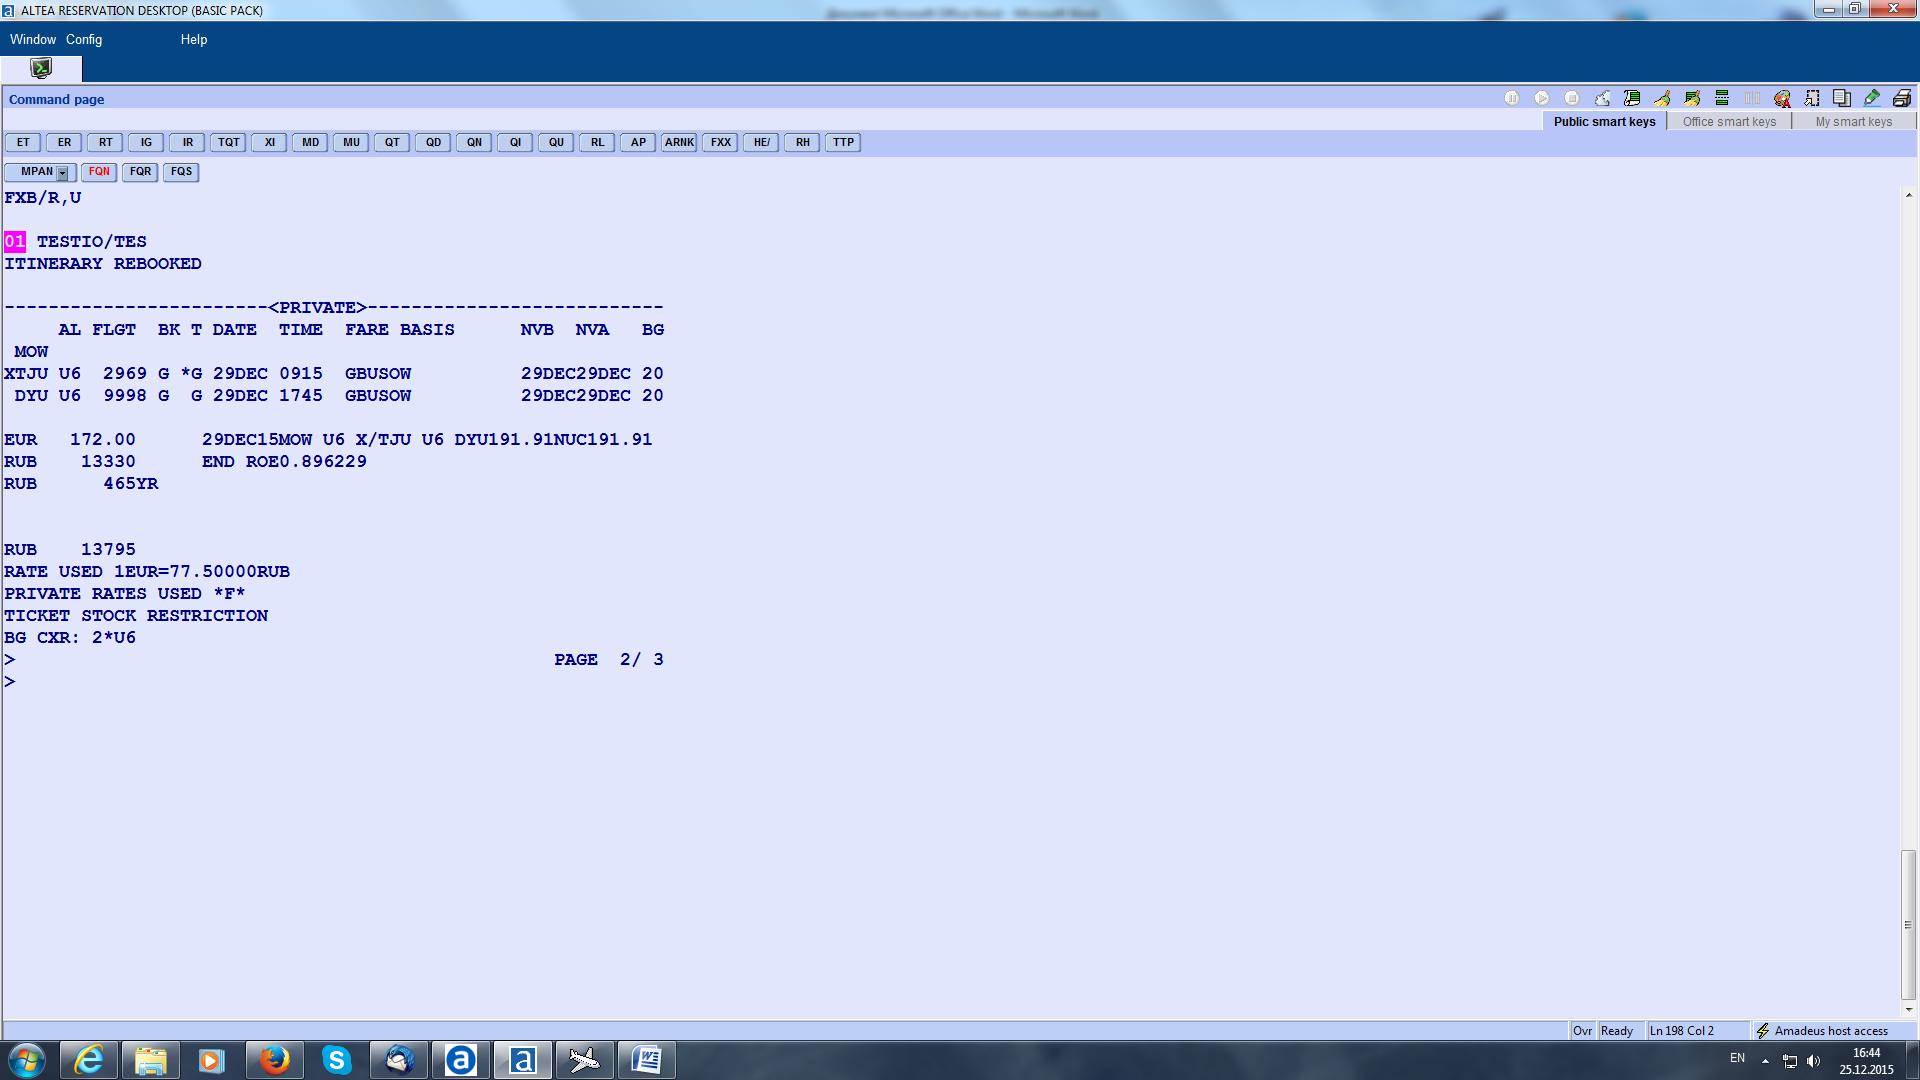 ALTEA RESERVATION DESKTOP (BASIC PACK)
Window Config Help
Command page
Public smart keys Office smart keys My smart keys
ET ER RT IG IR TQT XI MD MU QT QD QN QI QU RL AP ARNK FXX HE/ RH TTP
MPAN FQN FQR FQS
FXB/R,U
01 TESTIO/TES
ITINERARY REBOOKED
------------------------<PRIVATE>---------------------------
AL FLGT BK T DATE TIME FARE BASIS NVB NVA BG
MOW
XTJU U6 2969 G *G 29DEC 0915 GBUSOW 29DEC29DEC 20
DYU U6 9998 G G 29DEC 1745 GBUSOW 29DEC29DEC 20
EUR 172.00 29DEC15MOW U6 X/TJU U6 DYU191.91NUC191.91
RUB 13330 END ROE0.896229
RUB 465YR
RUB 13795
RATE USED 1EUR=77.50000RUB
PRIVATE RATES USED *F*
TICKET STOCK RESTRICTION
BG CXR: 2*U6
> PAGE 2/ 3
>
Ovr Ready Ln 198 Col 2 Amadeus host access
EN 16:44
25.12.2015